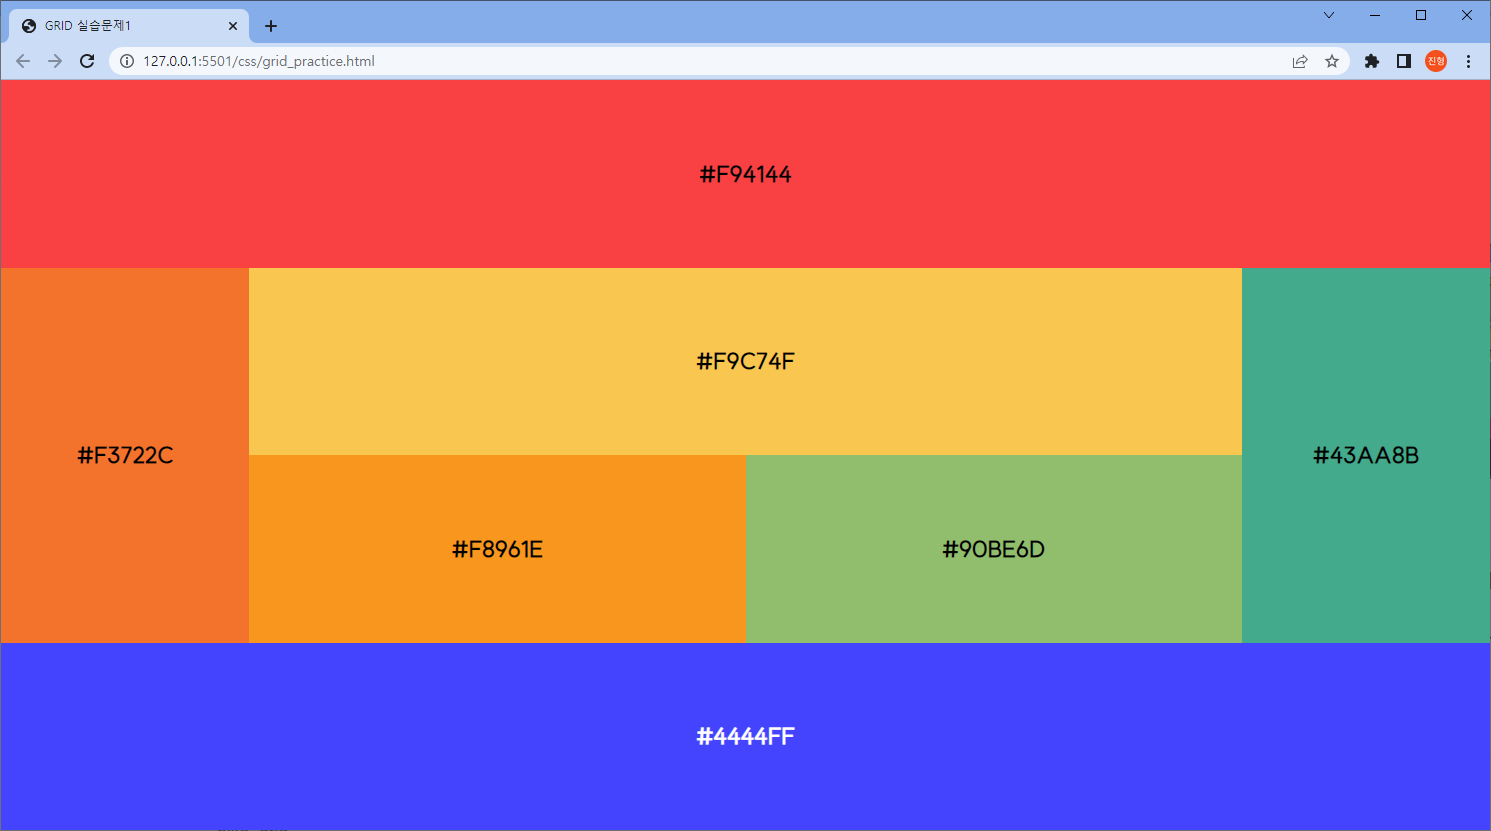 GRID 실습문제1
127.0.0.1:5501/css/grid_practice.html
진형
#F94144
#F9C74F
#F3722C
#43AA8B
#F8961E
#90BE6D
#4444FF